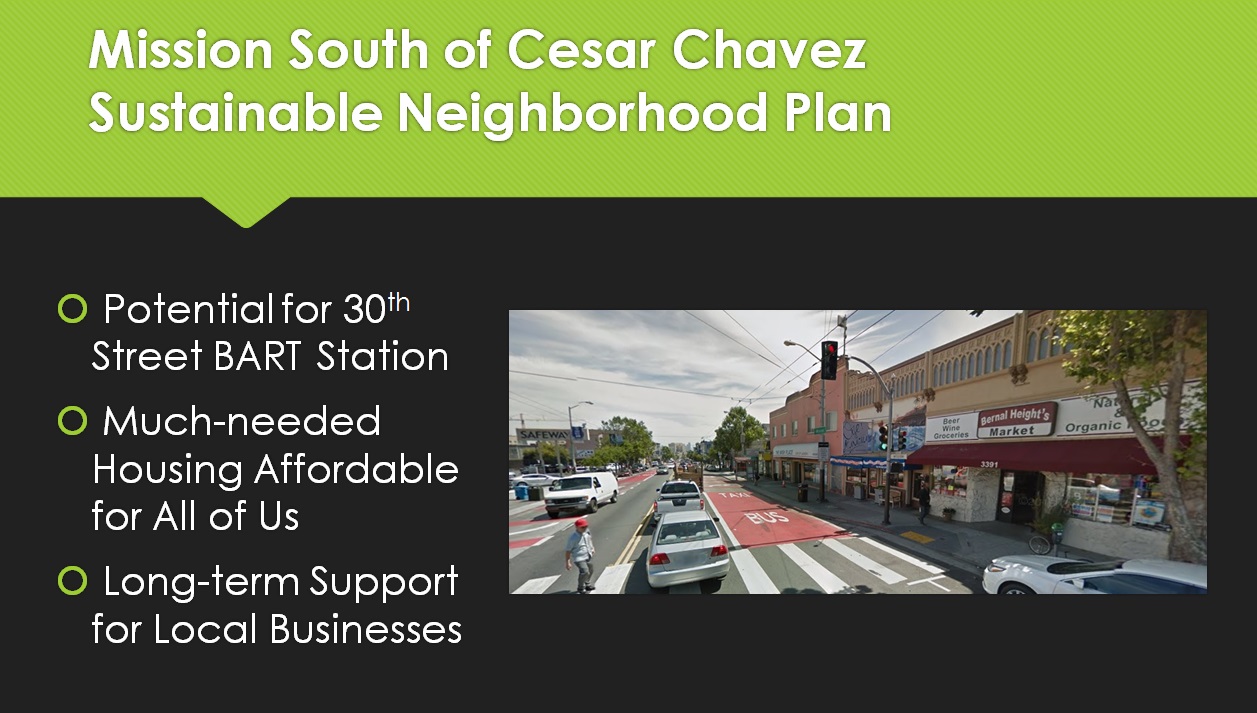 Mission South of Cesar Chavez
Sustainable Neighborhood Plan
Potential for 30th
Street BART Station
Much-needed
Housing Affordable
for All of Us
Long-term Support
for Local Businesses
SAFEWAY
TAXI
BUS
Beer
Wine
Groceries
Bernal Height's
Market
&
Organic
3391